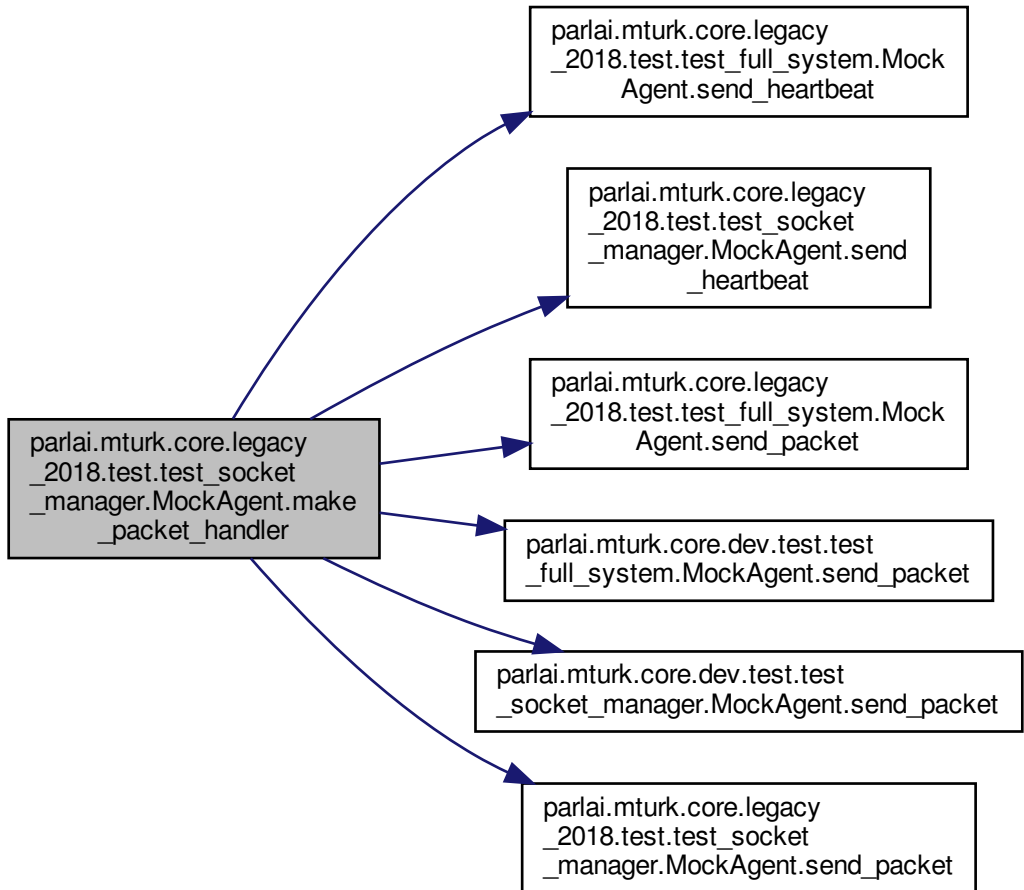 parlai.mturk.core.legacy
_2018.test.test_full_system.Mock
Agent.send_heartbeat
parlai.mturk.core.legacy
_2018.test.test_socket
_manager.MockAgent.send
_heartbeat
parlai.mturk.core.legacy
_2018.test.test_full_system.Mock
Agent.send_packet
parlai.mturk.core.legacy
_2018.test.test_socket
_manager.MockAgent.make
_packet_handler
parlai.mturk.core.dev.test.test
_full_system.MockAgent.send_packet
parlai.mturk.core.dev.test.test
_socket_manager.MockAgent.send_packet
parlai.mturk.core.legacy
_2018.test.test_socket
_manager.MockAgent.send_packet